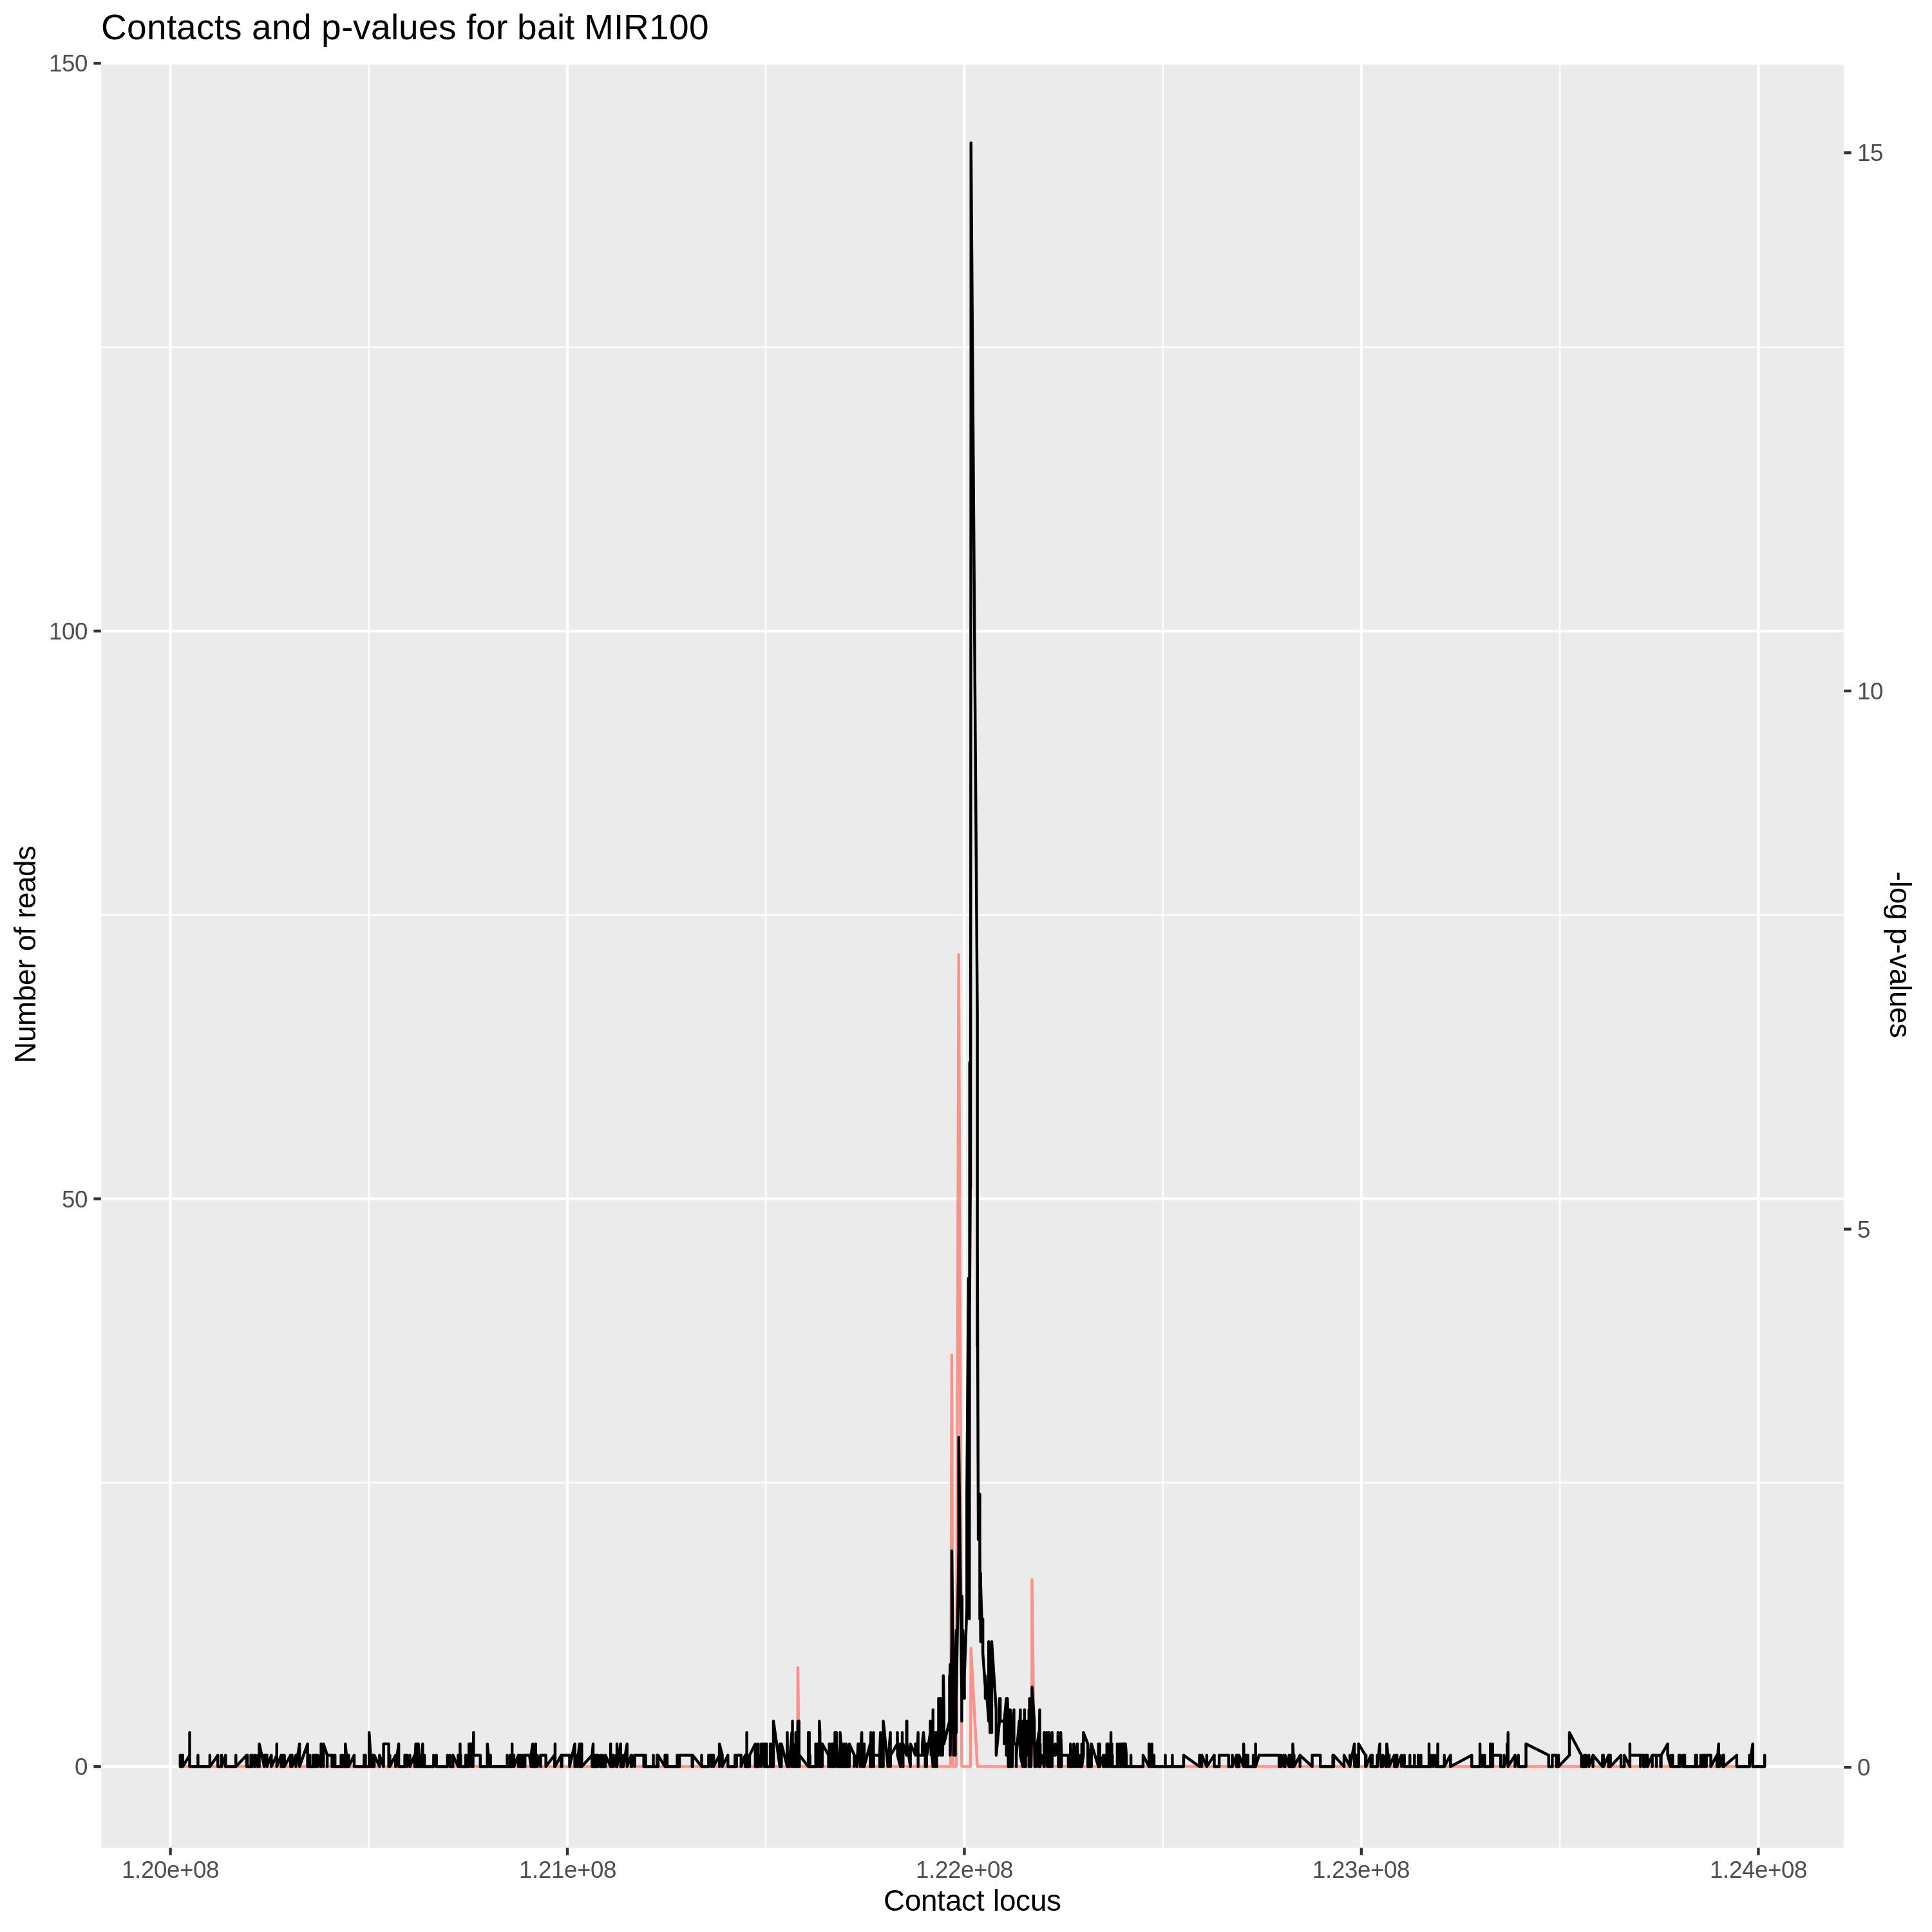 Contacts and p-values for bait MIR100
150
100
50
0
Number of reads
15
10
5
0
-log p-values
1.20e+08
1.21e+08
1.22e+08
1.23e+08
1.24e+08
Contact locus